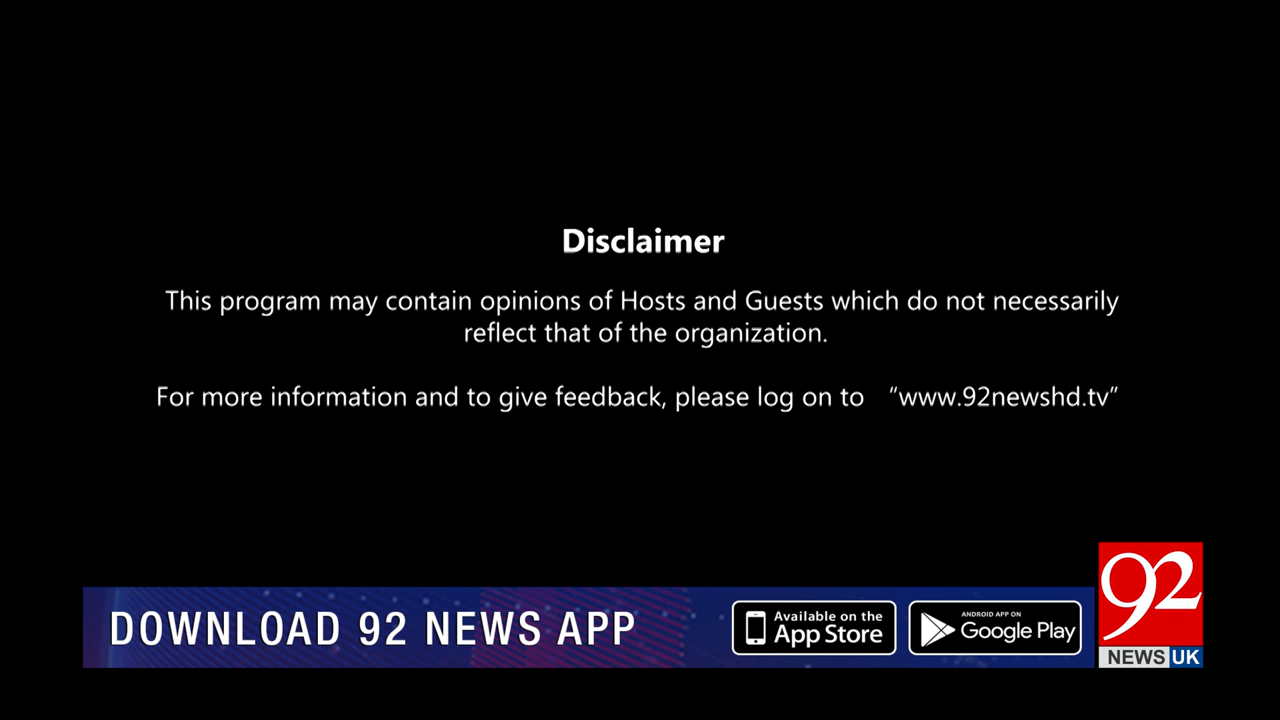 Disclaimer
This program may contain opinions of Hosts and Guests which do not necessarily
reflect that of the organization.
For more information and to give feedback, please log on to “www.92newshd.tv”
DOWNLOAD 92 NEWS APP
Available on the
App Store
ANDROID APP ON
Google Play
92
NEWS UK